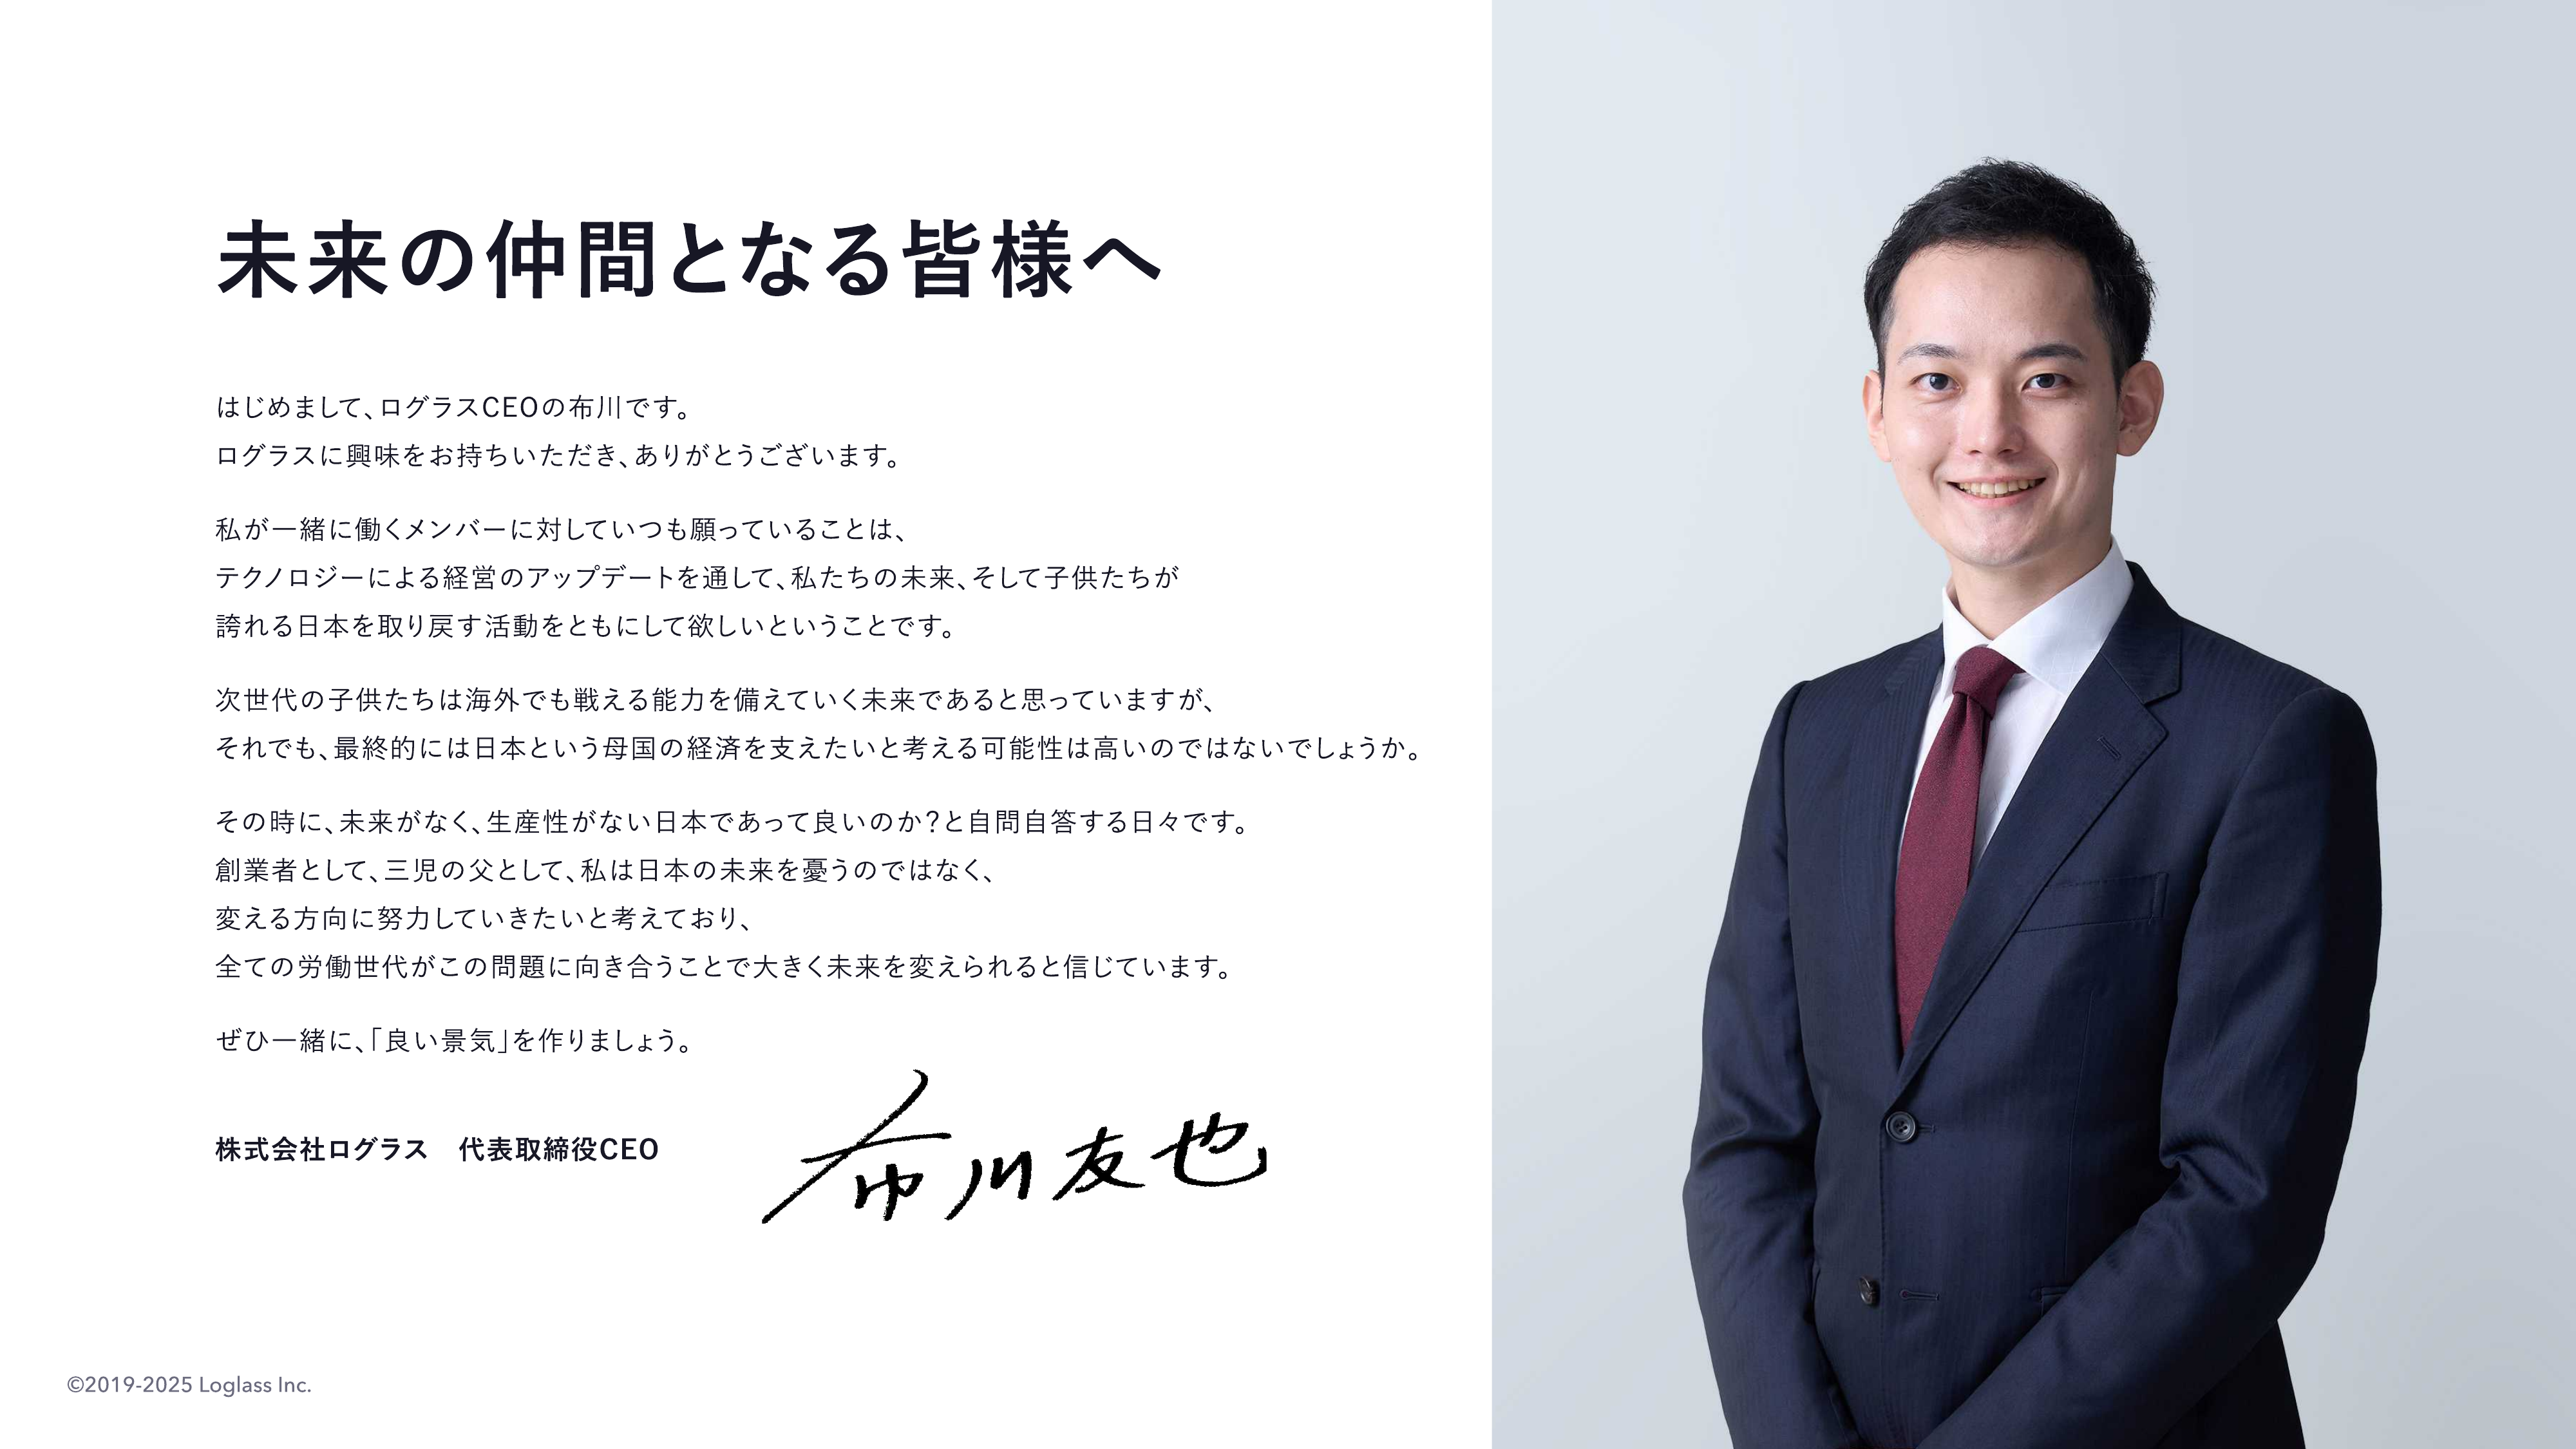 未来の仲間となる皆様へ
はじめまして、ログラスCEOの布川です。
ログラスに興味をお持ちいただき、ありがとうございます。
私が一緒に働くメンバーに対していつも願っていることは、
テクノロジーによる経営のアップデートを通して、私たちの未来、そして子供たちが
誇れる日本を取り戻す活動をともにして欲しいということです。
次世代の子供たちは海外でも戦える能力を備えていく未来であると思っていますが、
それでも、最終的には日本という母国の経済を支えたいと考える可能性は高いのではないでしょうか。
その時に、未来がなく、生産性がない日本であって良いのか?と自問自答する日々です。
創業者として、三児の父として、私は日本の未来を憂うのではなく、
変える方向に努力していきたいと考えており、
全ての労働世代がこの問題に向き合うことで大きく未来を変えられると信じています。
ぜひ一緒に、「良い景気」を作りましょう。
株式会社ログラス　代表取締役CEO
布川友也
©2019-2025 Loglass Inc.